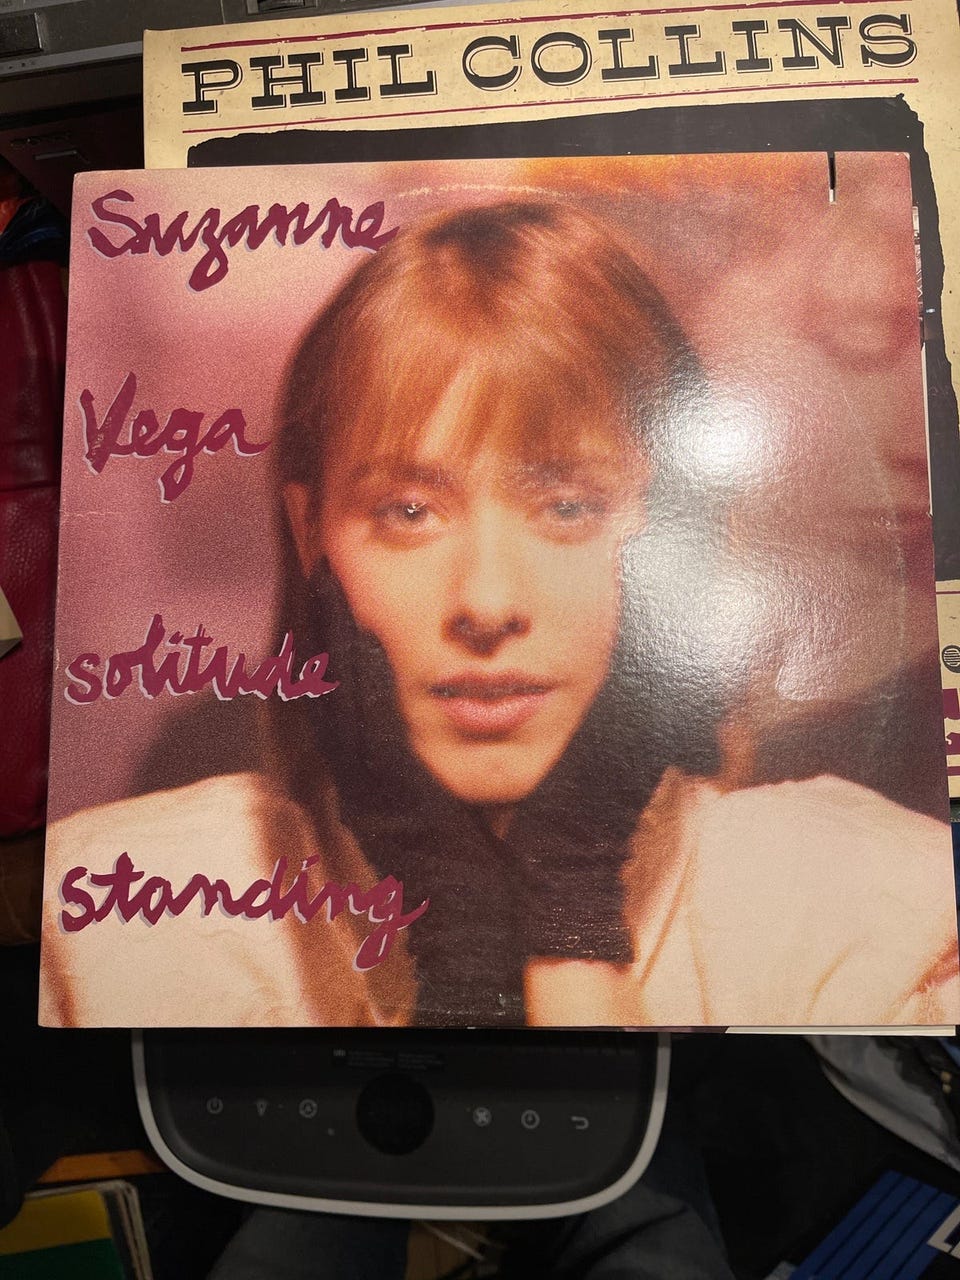 PHIL COLLINS
Suzanne
Vega
solitude
standing